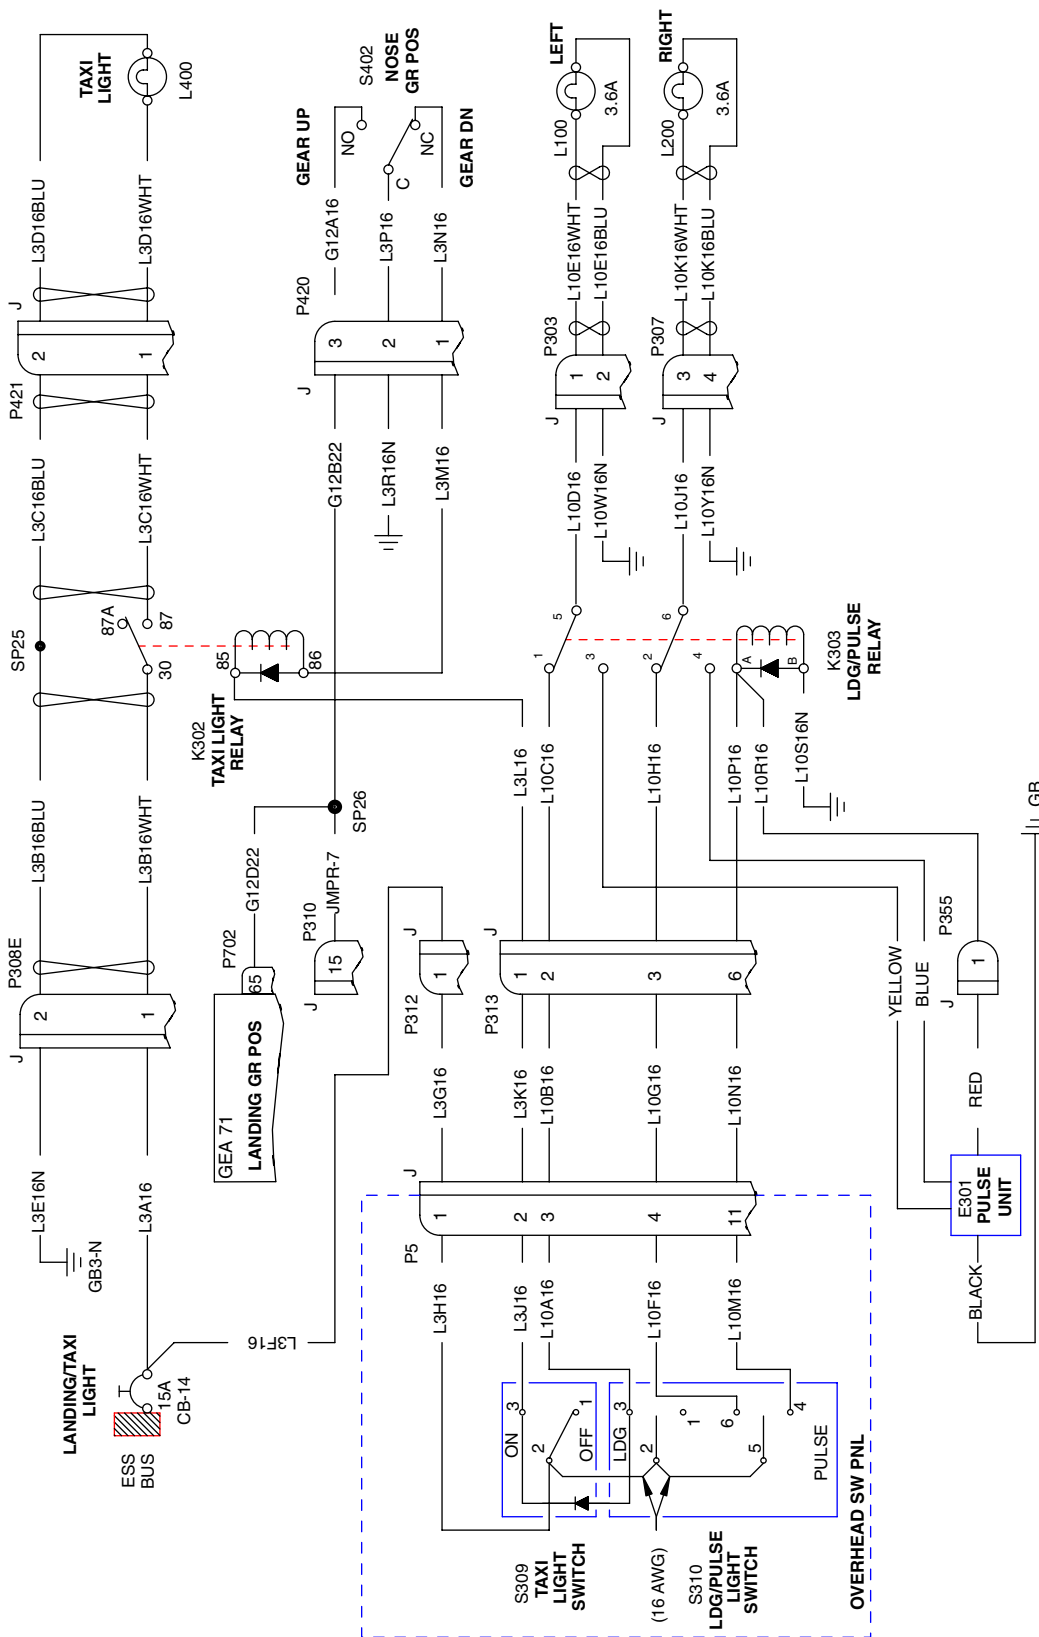 LANDING/TAXI
LIGHT
ESS
BUS
15A
CB-14
GB3-N
L3E16N
L3A16
L3F16
J
P308E
2
1
L3B16BLU
L3B16WHT
SP25
87A
87
30
L3C16BLU
L3C16WHT
P421
J
2
1
L3D16BLU
L3D16WHT
TAXI
LIGHT
L400
K302
TAXI LIGHT
RELAY
85
86
GEA 71
LANDING GR POS
P702
65
G12D22
SP26
J
P310
15
JMPR-7
G12B22
L3R16N
L3M16
J
P420
3
2
1
G12A16
L3P16
L3N16
GEAR UP
NO
C
NC
GEAR DN
S402
NOSE
GR POS
P312
J
1
L3G16
P313
J
1
2
3
6
L3K16
L10B16
L10G16
L10N16
L3L16
L10C16
L10H16
L10P16
L10R16
L10S16N
P5
J
1
2
3
4
11
L3H16
L3J16
L10A16
L10F16
L10M16
ON
3
2
1
OFF
LDG
3
2
1
6
5
4
PULSE
S309
TAXI
LIGHT
SWITCH
(16 AWG)
S310
LDG/PULSE
LIGHT
SWITCH
OVERHEAD SW PNL
1
5
3
2
6
4
A
B
K303
LDG/PULSE
RELAY
L10D16
L10W16N
L10J16
L10Y16N
J
P303
1
2
L10E16WHT
L10E16BLU
L100
LEFT
3.6A
J
P307
3
4
L10K16WHT
L10K16BLU
L200
RIGHT
3.6A
YELLOW
BLUE
J
P355
1
RED
E301
PULSE
UNIT
BLACK
GB